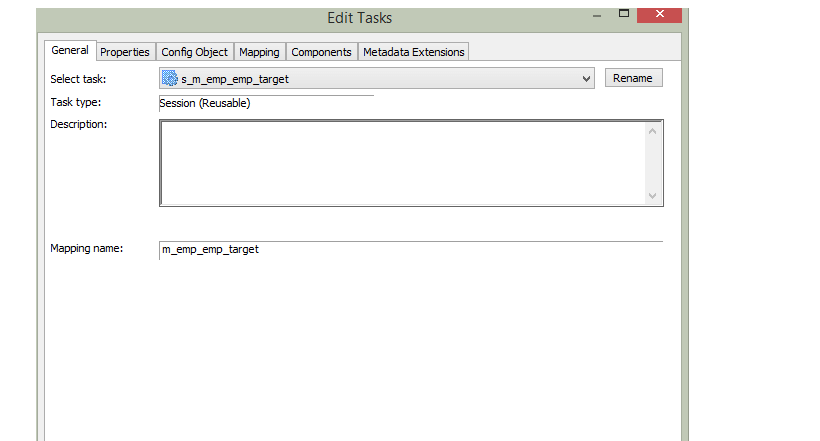 Edit Tasks
General Properties Config Object Mapping Components Metadata Extensions
Select task: s_m_emp_emp_target Rename
Task type: Session (Reusable)
Description:
Mapping name: m_emp_emp_target